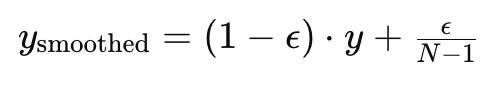 y_smoothed = (1 − ϵ) · y + ϵ/(N−1)